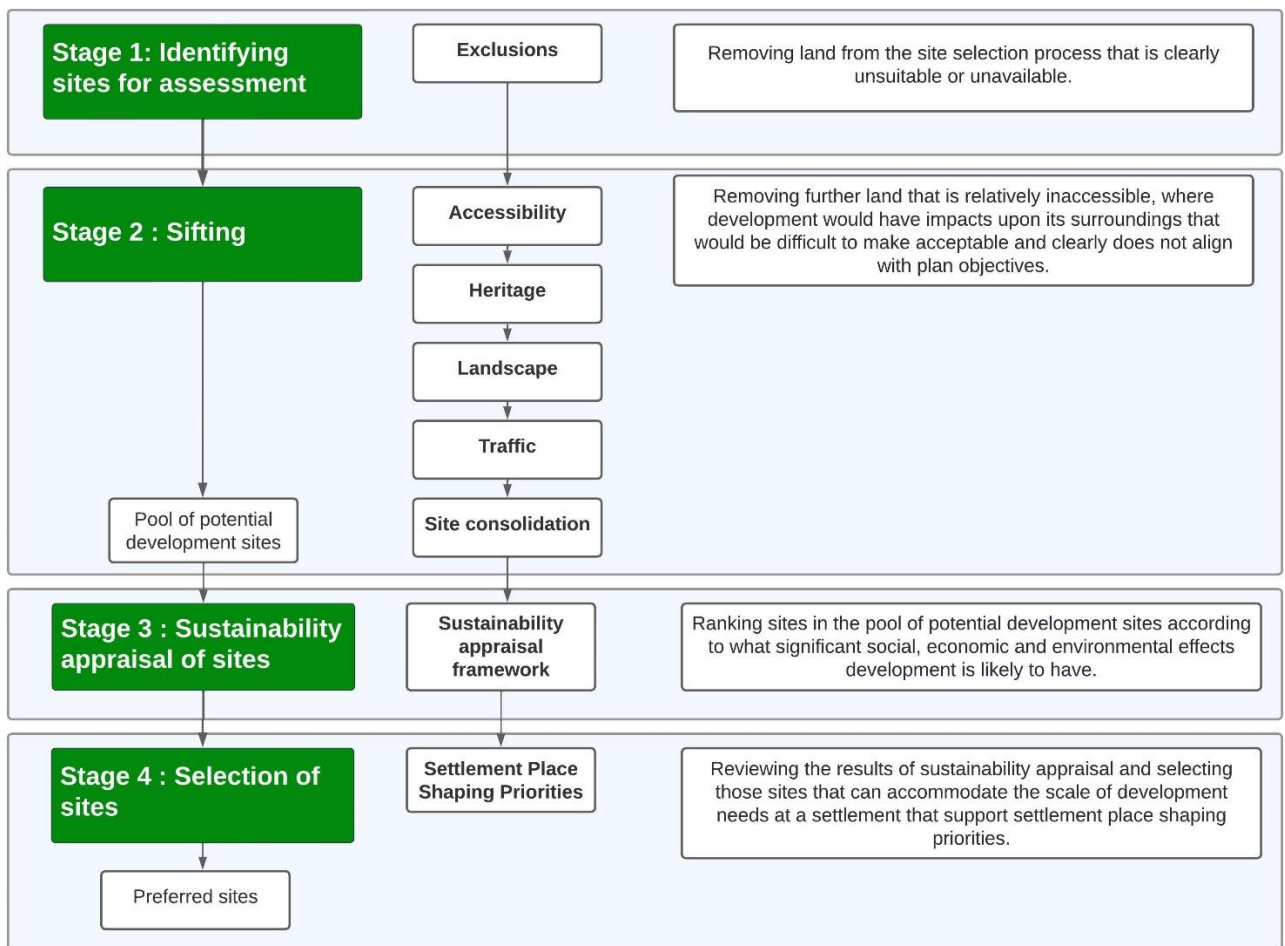 Stage 1: Identifying
sites for assessment
Exclusions
Removing land from the site selection process that is clearly
unsuitable or unavailable.
Stage 2 : Sifting
Accessibility
Heritage
Landscape
Traffic
Site consolidation
Removing further land that is relatively inaccessible, where
development would have impacts upon its surroundings that
would be difficult to make acceptable and clearly does not align
with plan objectives.
Pool of potential
development sites
Stage 3 : Sustainability
appraisal of sites
Sustainability
appraisal
framework
Ranking sites in the pool of potential development sites according
to what significant social, economic and environmental effects
development is likely to have.
Stage 4 : Selection of
sites
Settlement Place
Shaping Priorities
Reviewing the results of sustainability appraisal and selecting
those sites that can accommodate the scale of development
needs at a settlement that support settlement place shaping
priorities.
Preferred sites